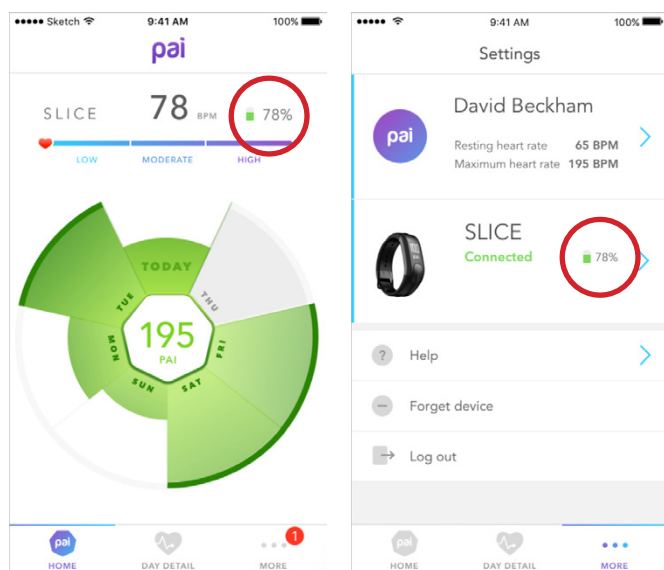 Sketch 9:41 AM 100%
pai
SLICE 78 BPM 78%
LOW MODERATE HIGH
TODAY
TUE THU
MON FRI
195
PAI
SUN SAT
pai 1
HOME DAY DETAIL MORE
9:41 AM 100%
Settings
David Beckham
pai
Resting heart rate 65 BPM
Maximum heart rate 195 BPM
SLICE
Connected 78%
? Help
Forget device
Log out
pai
HOME DAY DETAIL MORE